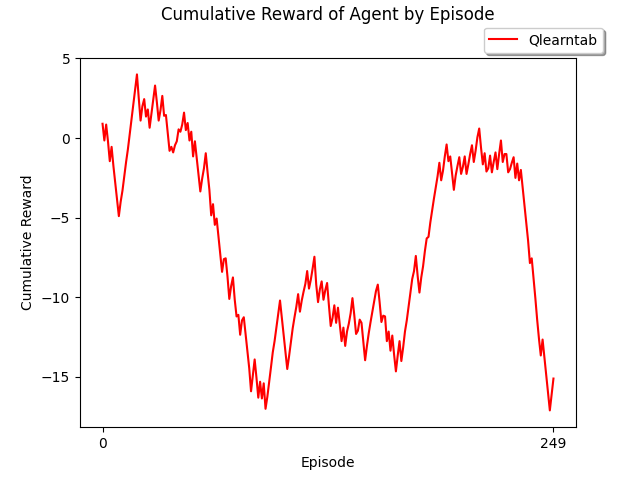 Cumulative Reward of Agent by Episode
Qlearntab
5
0
−5
−10
−15
Cumulative Reward
0
249
Episode